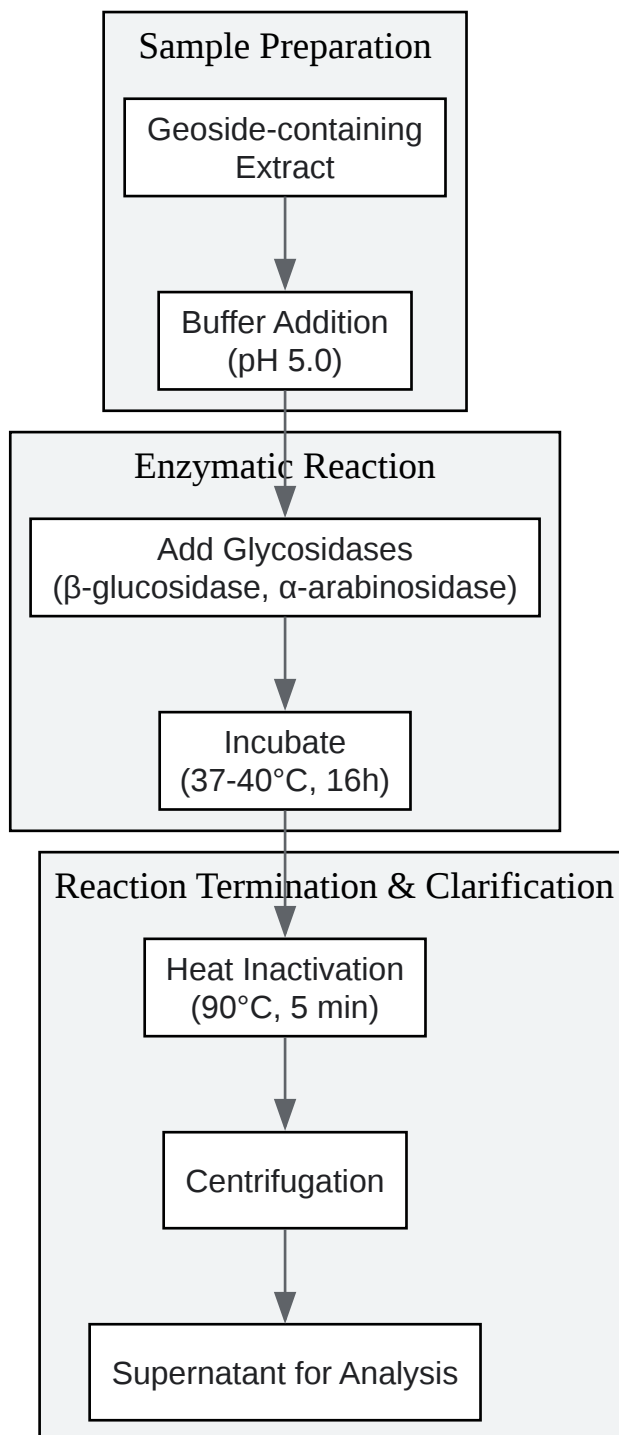 Sample Preparation
Geoside-containing
Extract
Buffer Addition
(pH 5.0)
Enzymatic Reaction
Add Glycosidases
(β-glucosidase, α-arabinosidase)
Incubate
(37-40°C, 16h)
Reaction Termination & Clarification
Heat Inactivation
(90°C, 5 min)
Centrifugation
Supernatant for Analysis